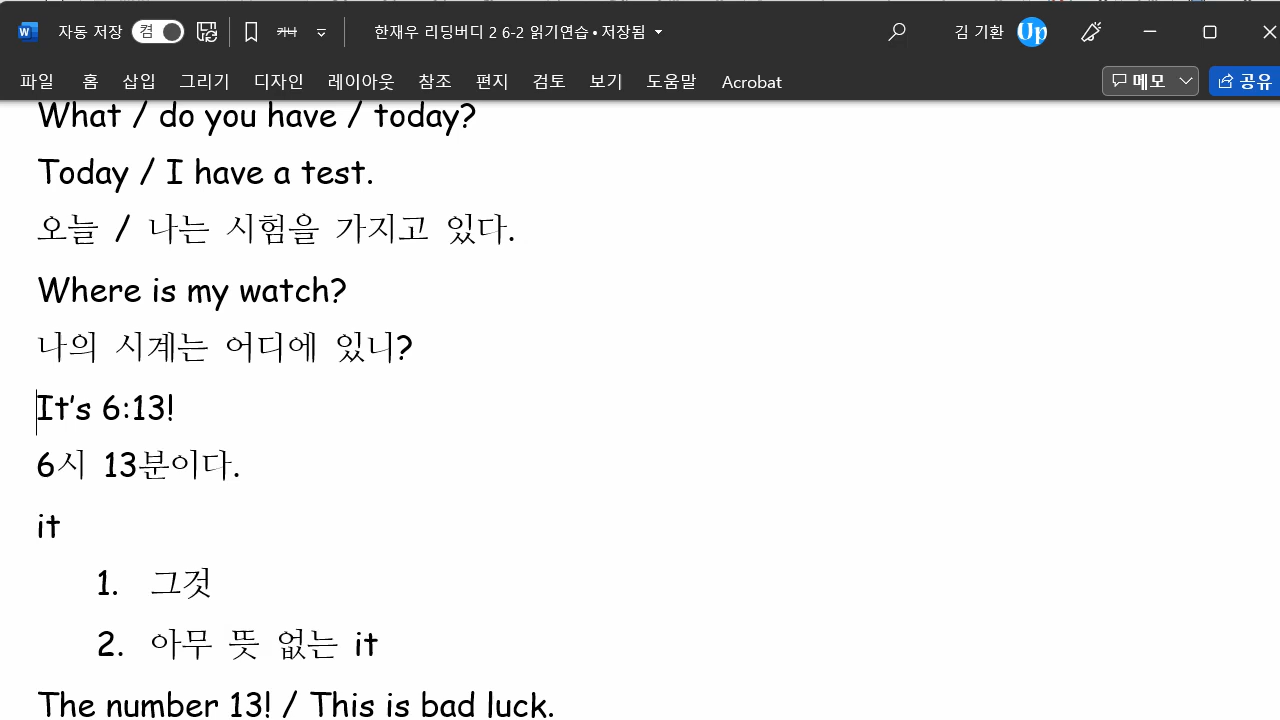 자동 저장 켬 가나 한재우 리딩버디 2 6-2 읽기연습 • 저장됨 김 기환 Up
파일 홈 삽입 그리기 디자인 레이아웃 참조 편지 검토 보기 도움말 Acrobat 메모 공유
What / do you have / today?
Today / I have a test.
오늘 / 나는 시험을 가지고 있다.
Where is my watch?
나의 시계는 어디에 있니?
It's 6:13!
6시 13분이다.
it
1. 그것
2. 아무 뜻 없는 it
The number 13! / This is bad luck.